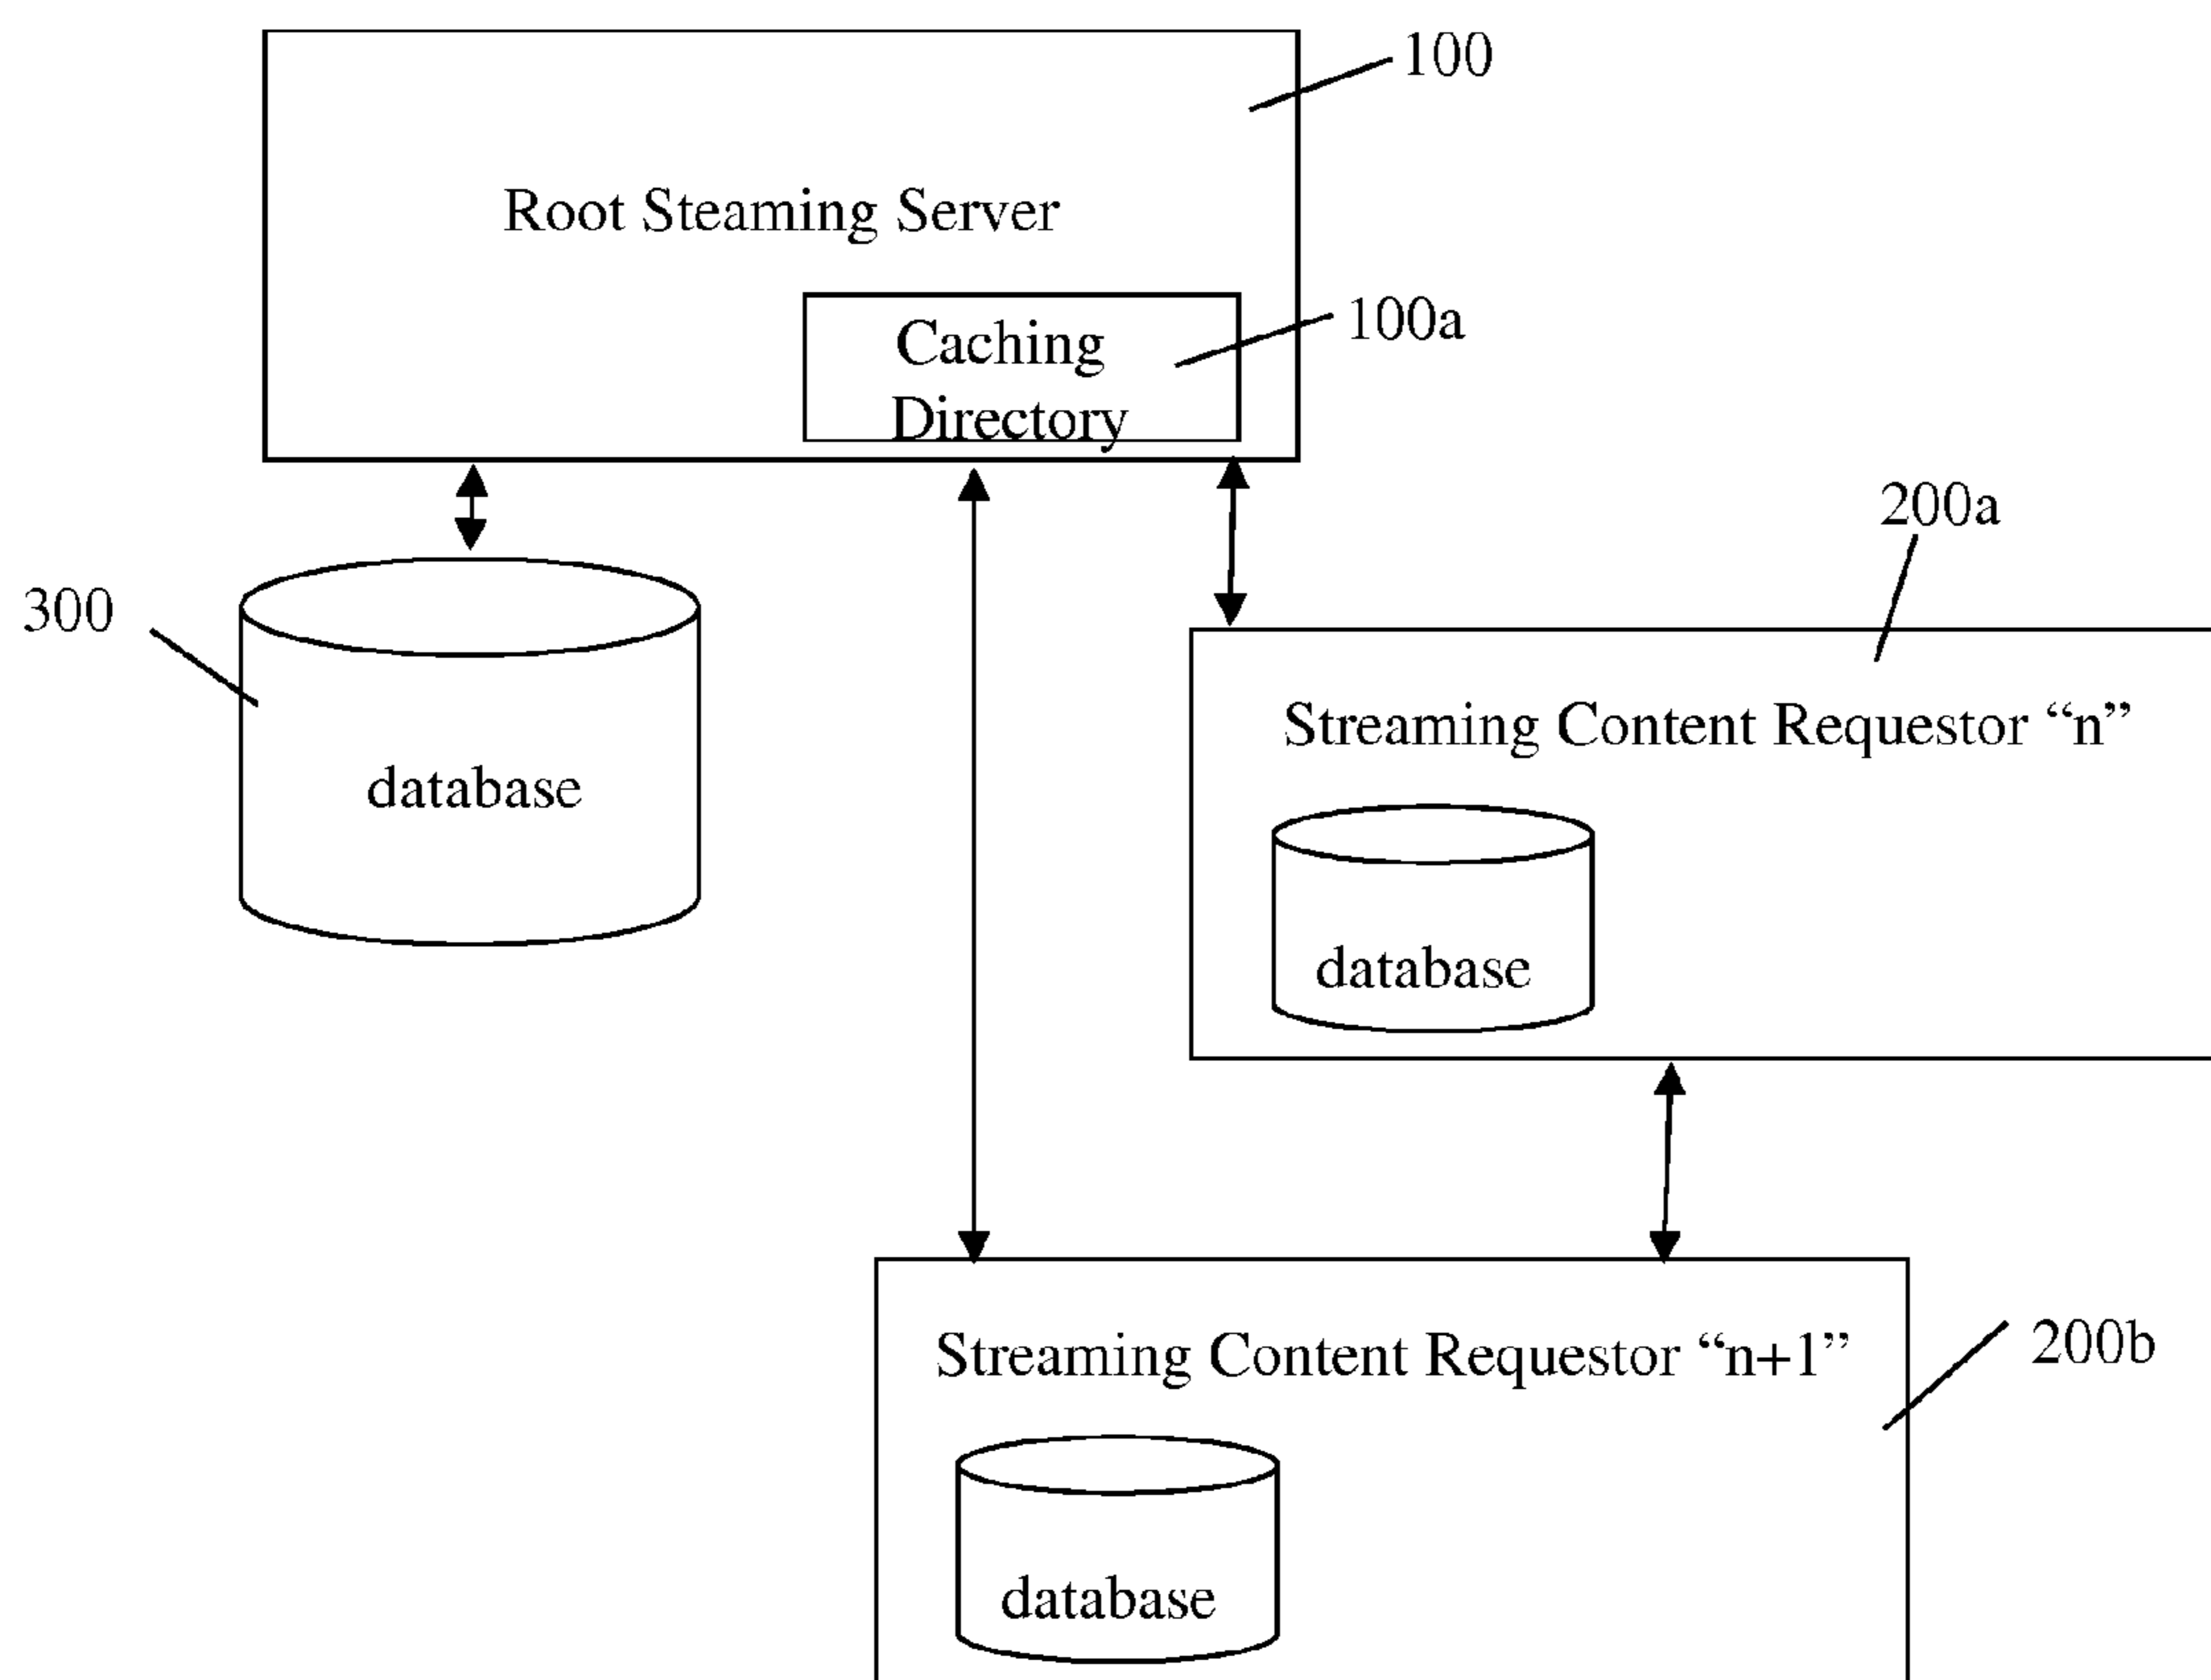 100
Root Steaming Server
100a
Caching
Directory
200a
300
Streaming Content Requestor “n”
database
database
200b
Streaming Content Requestor “n+1”
database